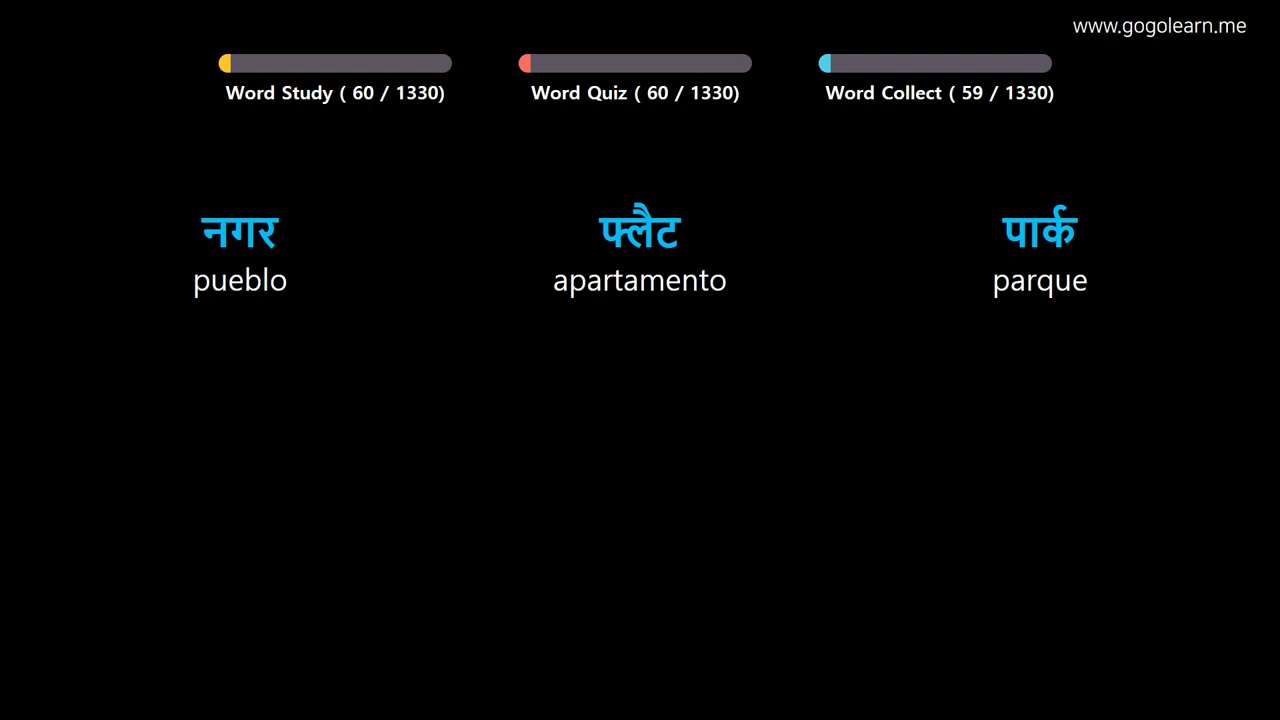 www.gogolearn.me
Word Study ( 60 / 1330) Word Quiz ( 60 / 1330) Word Collect ( 59 / 1330)
नगर फ्लैट पार्क
pueblo apartamento parque